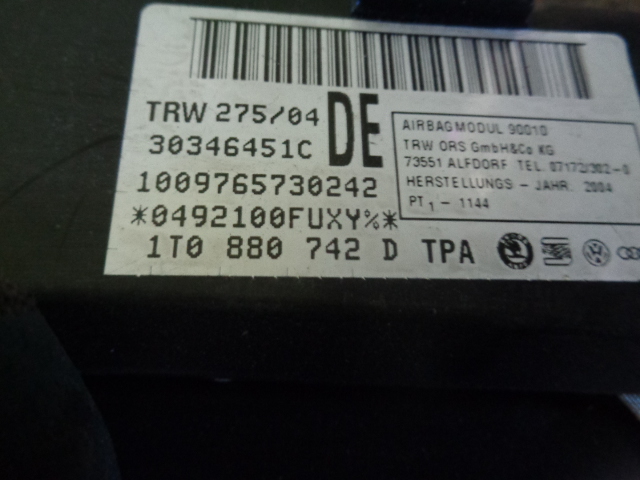 TRW 275/04 DE
30346451C
1009765730242
*0492100FUXY%*
1T0 880 742 D TPA
AIRBAGMODUL 90010
TRW ORS GmbH&Co KG
73551 ALFDORF TEL. 07172/302-0
HERSTELLUNGS - JAHR. 2004
PT1 - 1144